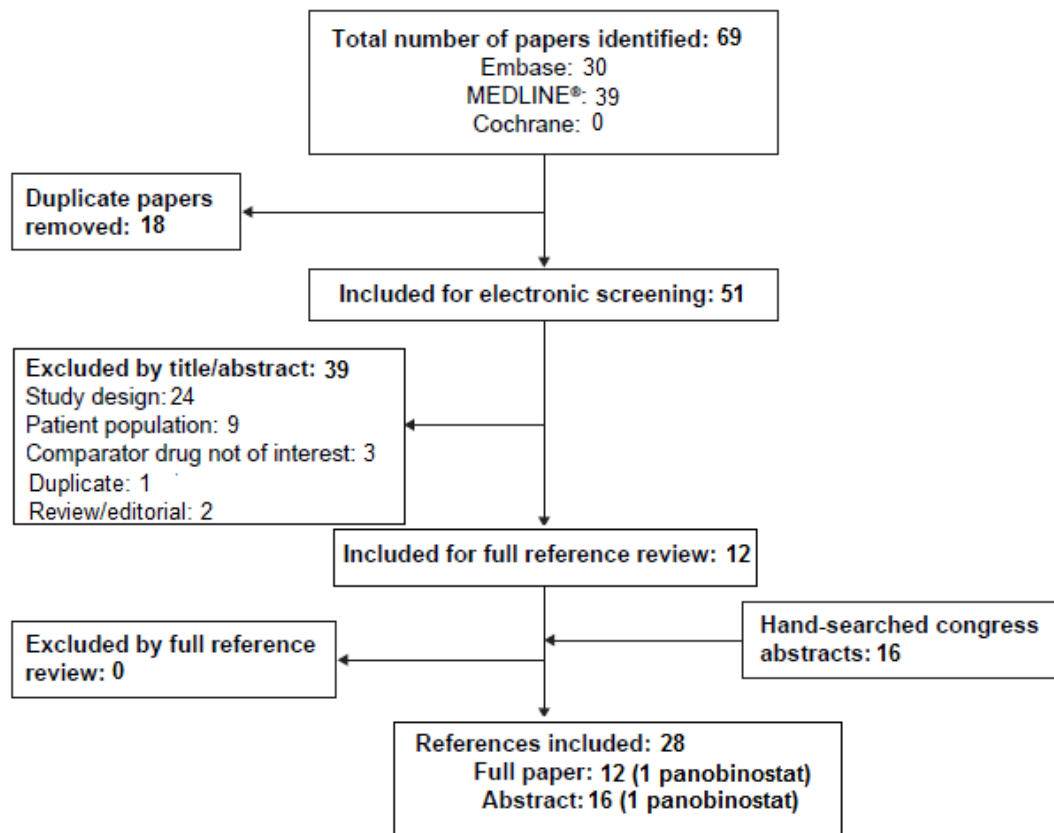 Total number of papers identified: 69
Embase: 30
MEDLINE®: 39
Cochrane: 0
Duplicate papers
removed: 18
Included for electronic screening: 51
Excluded by title/abstract: 39
Study design: 24
Patient population: 9
Comparator drug not of interest: 3
Duplicate: 1
Review/editorial: 2
Included for full reference review: 12
Hand-searched congress
abstracts: 16
Excluded by full reference
review: 0
References included: 28
Full paper: 12 (1 panobinostat)
Abstract: 16 (1 panobinostat)